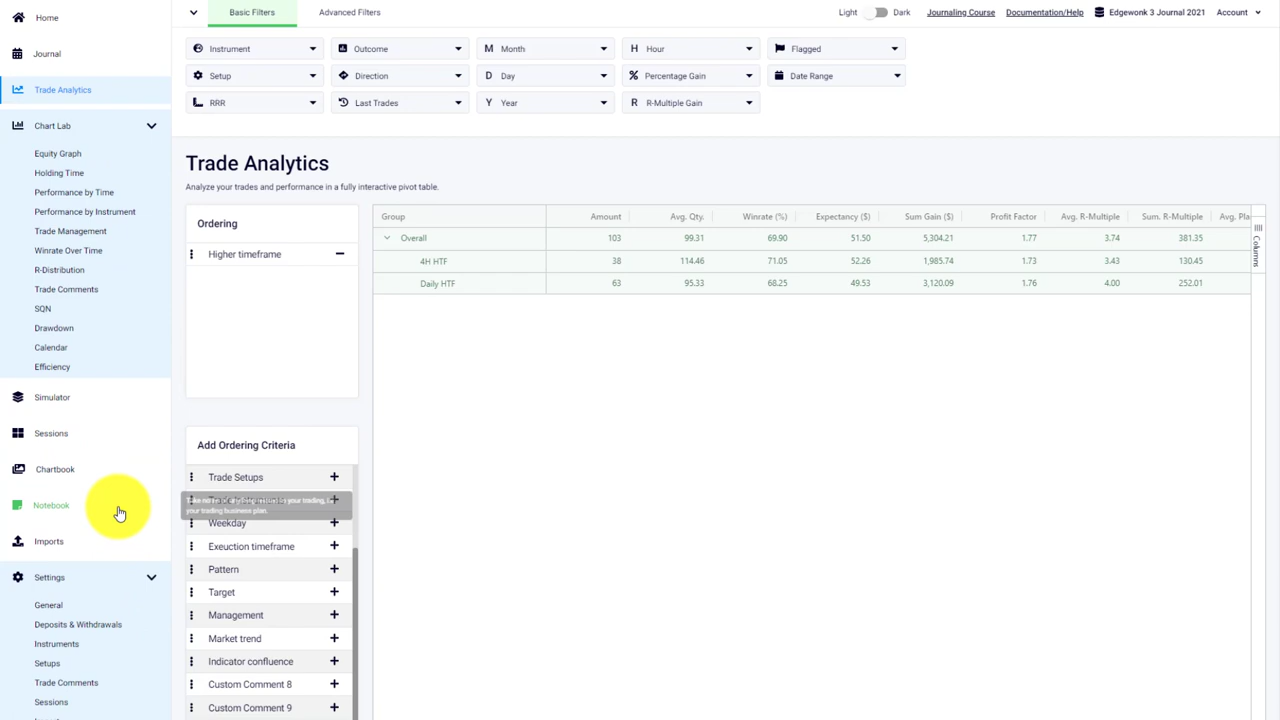 Home
Journal
Trade Analytics
Chart Lab
Equity Graph
Holding Time
Performance by Time
Performance by Instrument
Trade Management
Winrate Over Time
R-Distribution
Trade Comments
SQN
Drawdown
Calendar
Efficiency
Simulator
Sessions
Chartbook
Notebook
Imports
Settings
General
Deposits & Withdrawals
Instruments
Setups
Trade Comments
Sessions
Basic Filters Advanced Filters Light Dark Journaling Course Documentation/Help Edgewonk 3 Journal 2021 Account
Instrument Outcome M Month H Hour Flagged
Setup Direction D Day % Percentage Gain Date Range
RRR Last Trades Y Year R R-Multiple Gain
Trade Analytics
Analyze your trades and performance in a fully interactive pivot table.
Ordering
Higher timeframe
Group Amount Avg. Qty. Winrate (%) Expectancy ($) Sum Gain ($) Profit Factor Avg. R-Multiple Sum. R-Multiple Avg. Pla
Overall 103 99.31 69.90 51.50 5,304.21 1.77 3.74 381.35
4H HTF 38 114.46 71.05 52.26 1,985.74 1.73 3.43 130.45
Daily HTF 63 95.33 68.25 49.53 3,120.09 1.76 4.00 252.01
Columns
Add Ordering Criteria
Trade Setups
your trading business plan.
Weekday
Exeuction timeframe
Pattern
Target
Management
Market trend
Indicator confluence
Custom Comment 8
Custom Comment 9